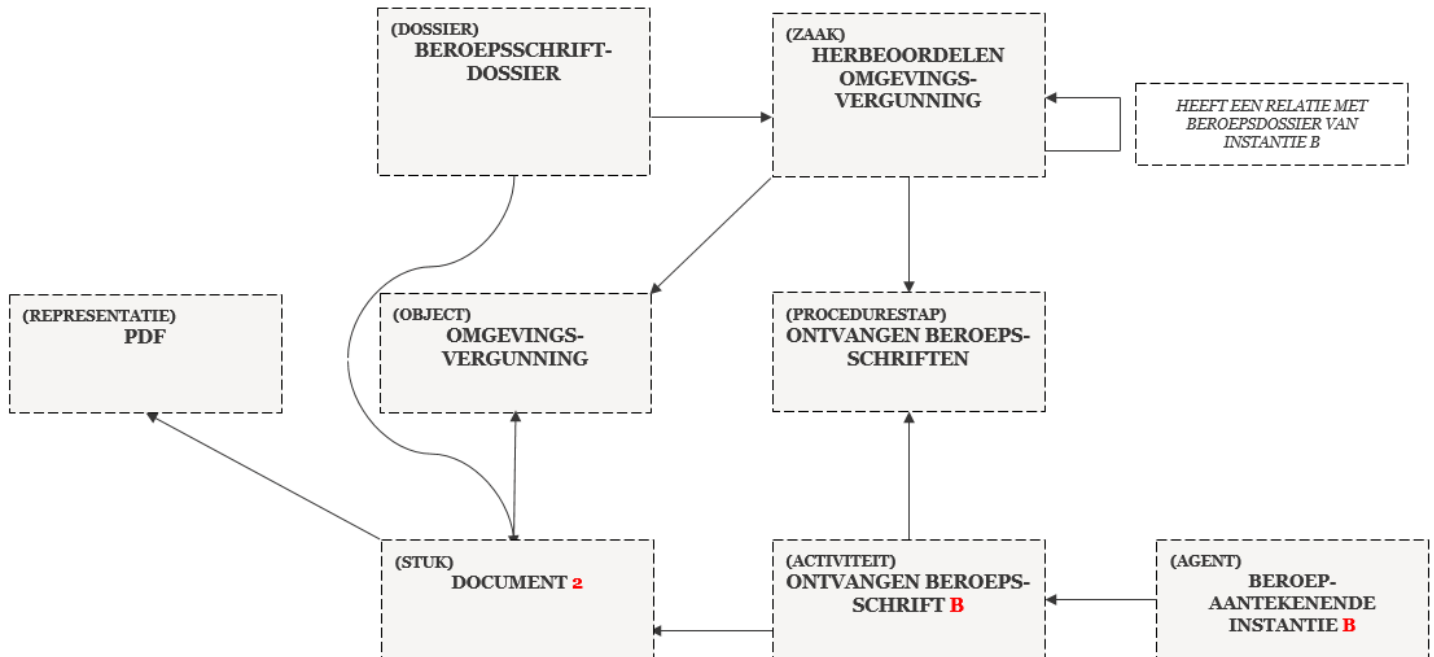 (DOSSIER)
BEROEPSSCHRIFT-
DOSSIER
(ZAAK)
HERBEOORDELEN
OMGEVINGS-
VERGUNNING
HEEFT EEN RELATIE MET
BEROEPSDOSSIER VAN
INSTANTIE B
(REPRESENTATIE)
PDF
(OBJECT)
OMGEVINGS-
VERGUNNING
(PROCEDURESTAP)
ONTVANGEN BEROEPS-
SCHRIFTEN
(STUK)
DOCUMENT 2
(ACTIVITEIT)
ONTVANGEN BEROEPS-
SCHRIFT B
(AGENT)
BEROEP-
AANTEKENENDE
INSTANTIE B